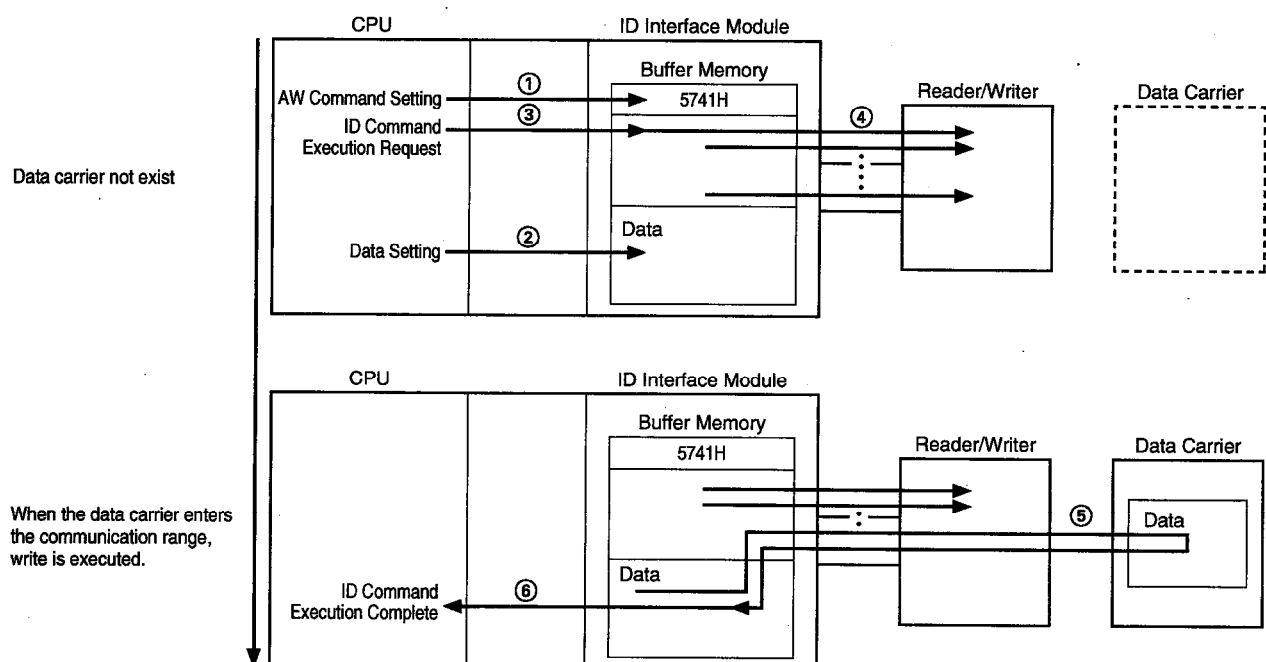 CPU
ID Interface Module
Buffer Memory
AW Command Setting
①
5741H
Reader/Writer
Data Carrier
ID Command
Execution Request
③
④
Data carrier not exist
Data Setting
②
Data
CPU
ID Interface Module
Buffer Memory
5741H
Reader/Writer
Data Carrier
When the data carrier enters
the communication range,
write is executed.
⑤
Data
Data
ID Command
Execution Complete
⑥